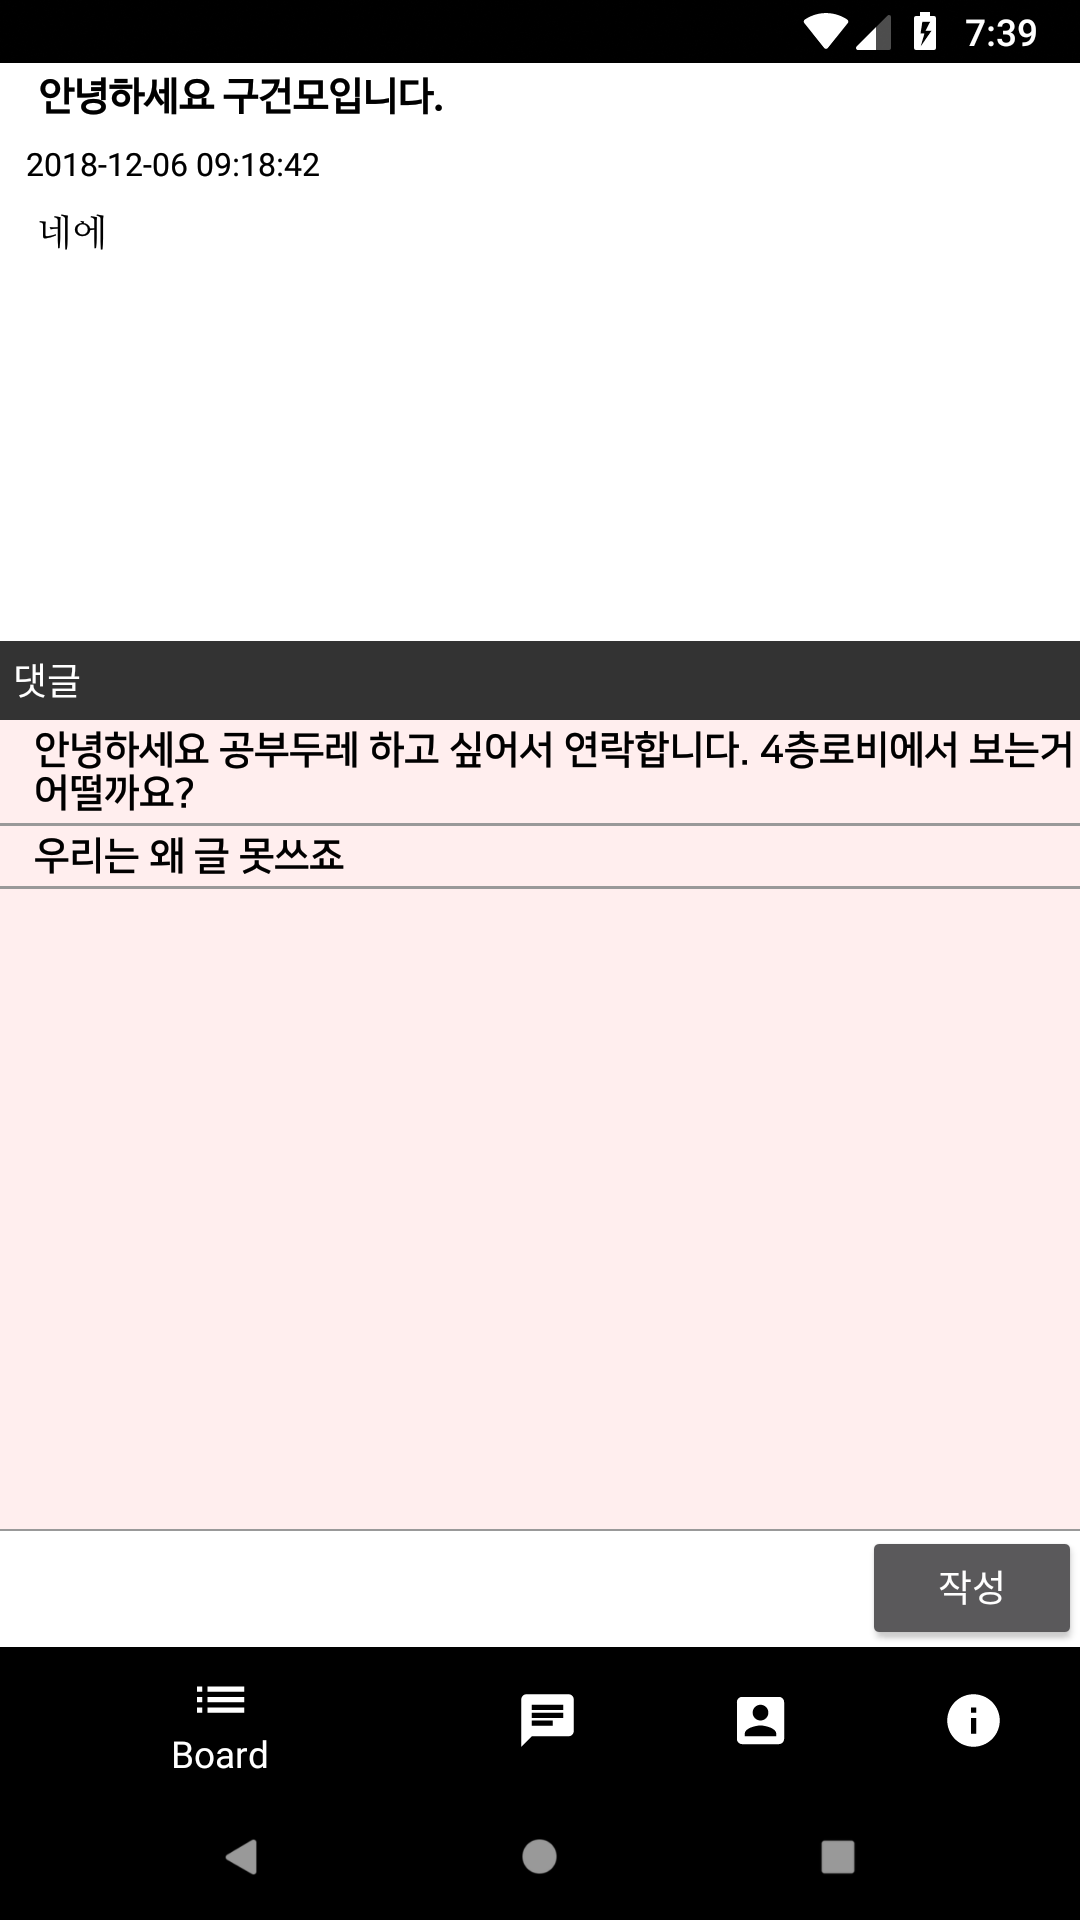 7:39
안녕하세요 구건모입니다.
2018-12-06 09:18:42
네에
댓글
안녕하세요 공부두레 하고 싶어서 연락합니다. 4층로비에서 보는거
어떨까요?
우리는 왜 글 못쓰죠
작성
Board